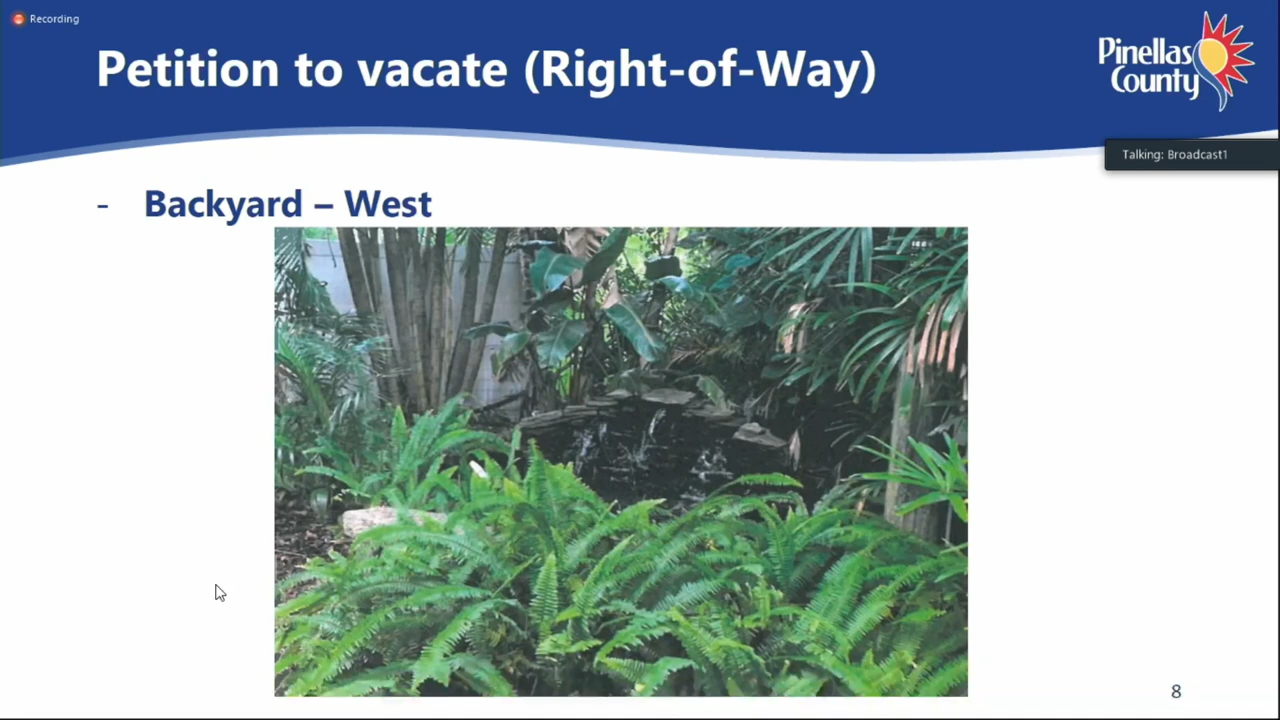 Recording
Petition to vacate (Right-of-Way)
Pinellas
County
Talking: Broadcast1
- Backyard – West
8